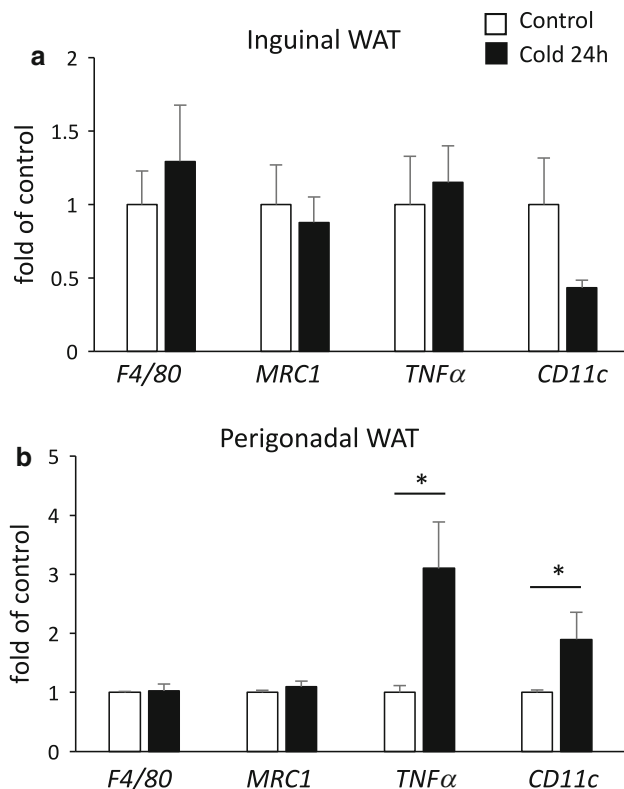 Control
Cold 24h
a
Inguinal WAT
fold of control
2
1.5
1
0.5
0
F4/80 MRC1 TNFα CD11c
b
Perigonadal WAT
fold of control
5
4
3
2
1
0
* *
F4/80 MRC1 TNFα CD11c